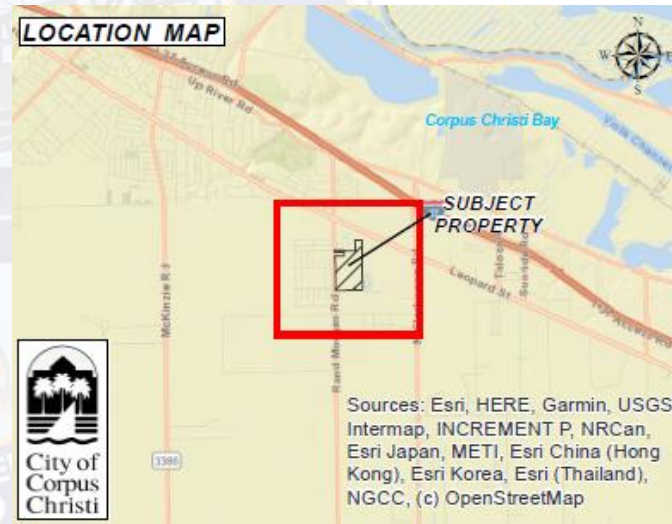 LOCATION MAP
N
W
E
S
Up River Rd
Corpus Christi Bay
SUBJECT
PROPERTY
McKinzie Rd
Rand Morgan Rd
Leopard St
3386
City of
Corpus
Christi
Sources: Esri, HERE, Garmin, USGS
Intermap, INCREMENT P, NRCan,
Esri Japan, METI, Esri China (Hong
Kong), Esri Korea, Esri (Thailand),
NGCC, (c) OpenStreetMap